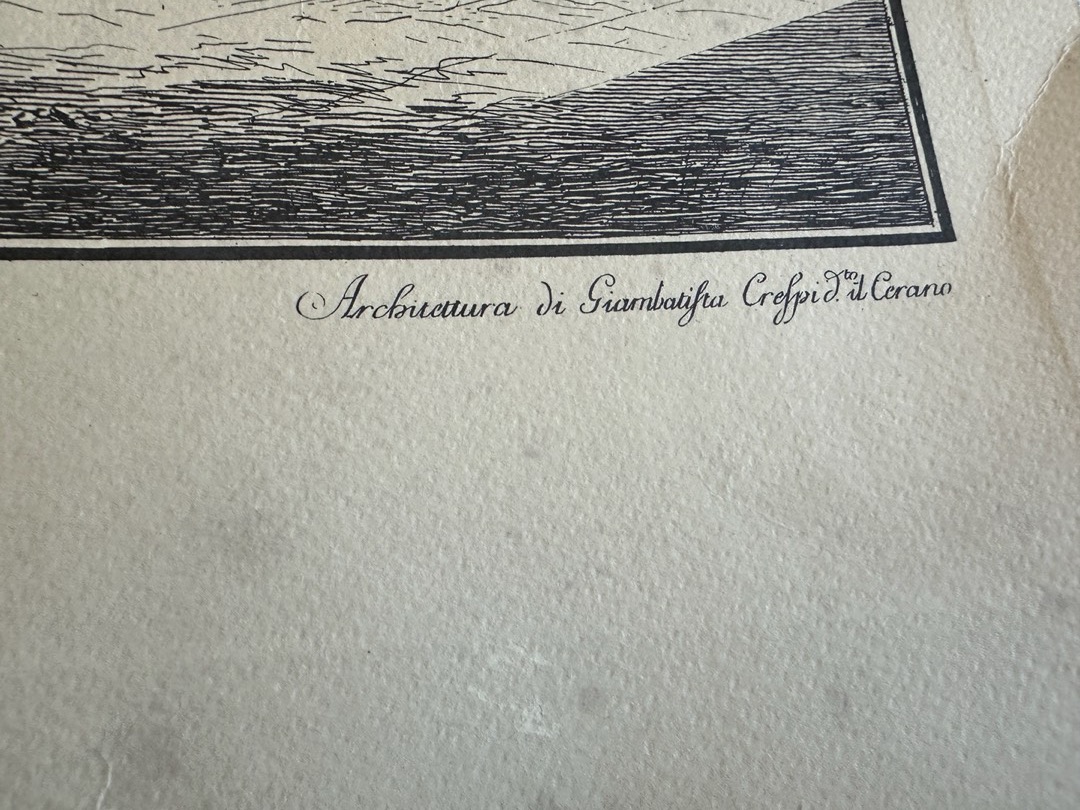 Architettura di Giambatiſta Creſpi d.ᵗᵒ il Cerano